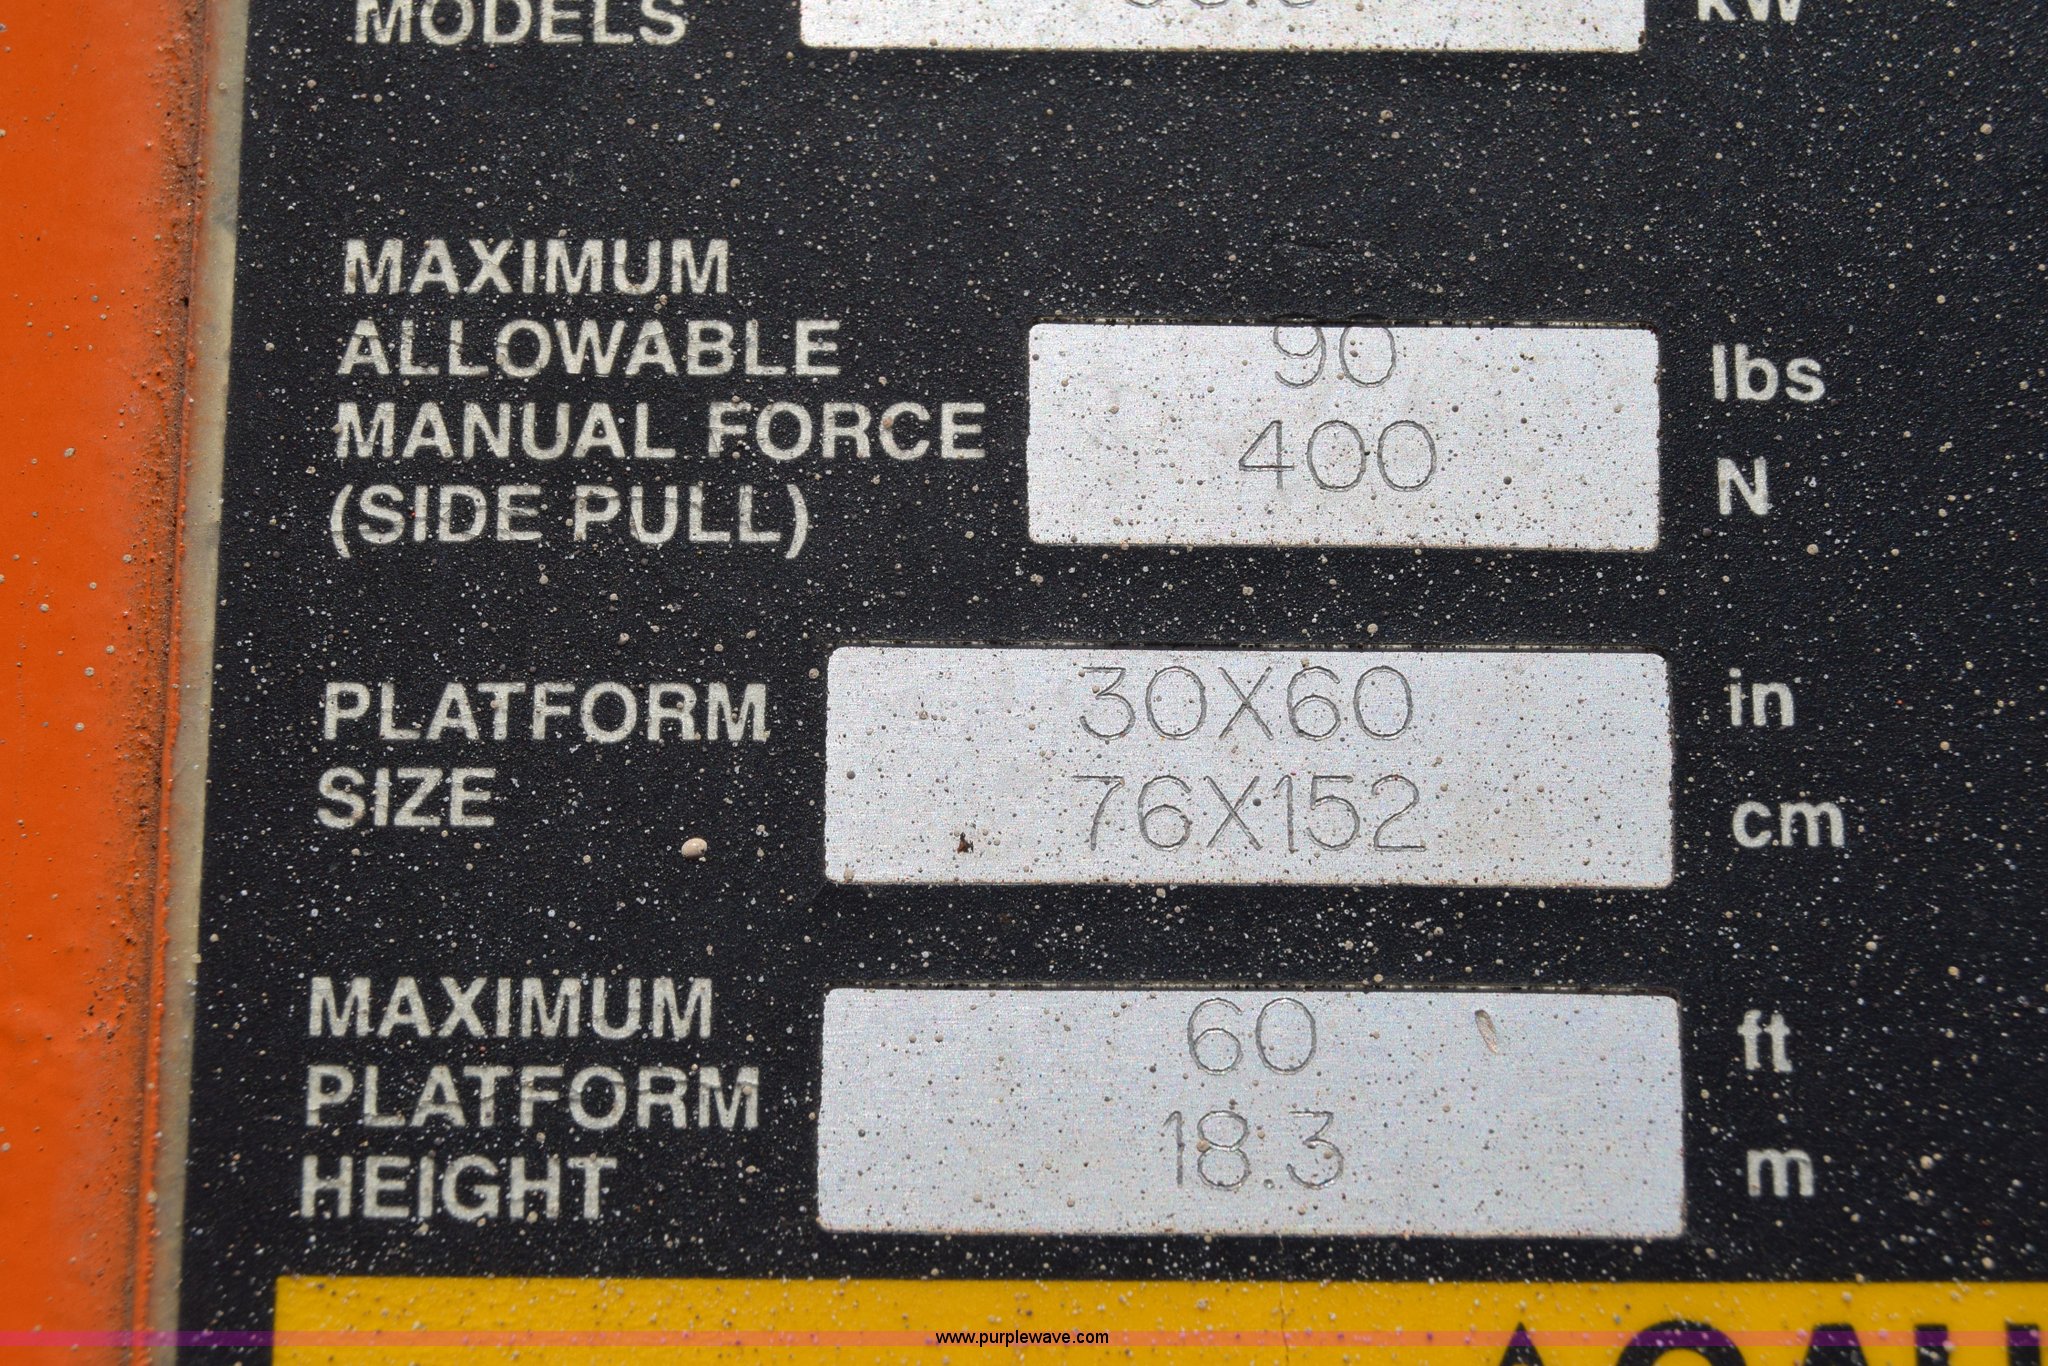 MODELS kW
MAXIMUM
ALLOWABLE 90 lbs
MANUAL FORCE 400 N
(SIDE PULL)
PLATFORM 30X60 in
SIZE 76X152 cm
MAXIMUM 60 ft
PLATFORM
HEIGHT 18.3 m
www.purplewave.com